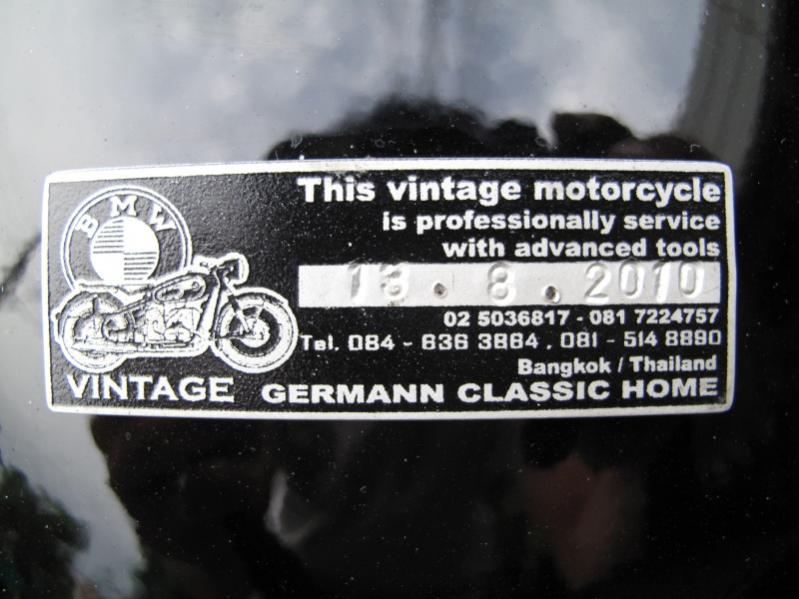 BMW
This vintage motorcycle
is professionally service
with advanced tools
13.8.2010
02 5036817 - 081 7224757
Tel. 084 - 636 3864 , 081 - 514 8890
Bangkok / Thailand
VINTAGE GERMANN CLASSIC HOME